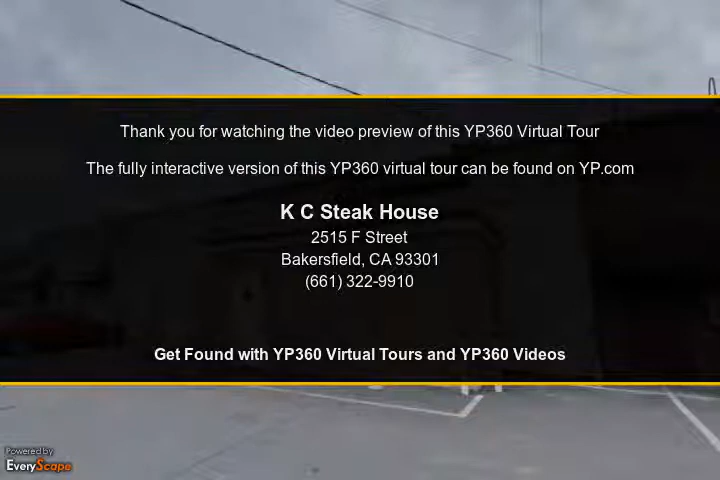 Thank you for watching the video preview of this YP360 Virtual Tour
The fully interactive version of this YP360 virtual tour can be found on YP.com
K C Steak House
2515 F Street
Bakersfield, CA 93301
(661) 322-9910
Get Found with YP360 Virtual Tours and YP360 Videos
Powered by
EveryScape